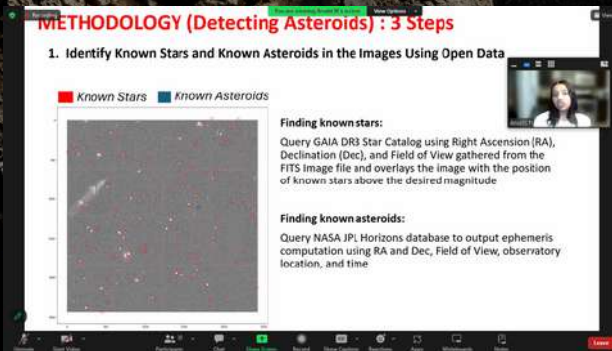 METHODOLOGY (Detecting Asteroids) : 3 Steps
View Options
Recording
1. Identify Known Stars and Known Asteroids in the Images Using Open Data
Known Stars Known Asteroids
Finding known stars:
Query GAIA DR3 Star Catalog using Right Ascension (RA),
Declination (Dec), and Field of View gathered from the
FITS Image file and overlays the image with the position
of known stars above the desired magnitude
Finding known asteroids:
Query NASA JPL Horizons database to output ephemeris
computation using RA and Dec, Field of View, observatory
location, and time
Leave